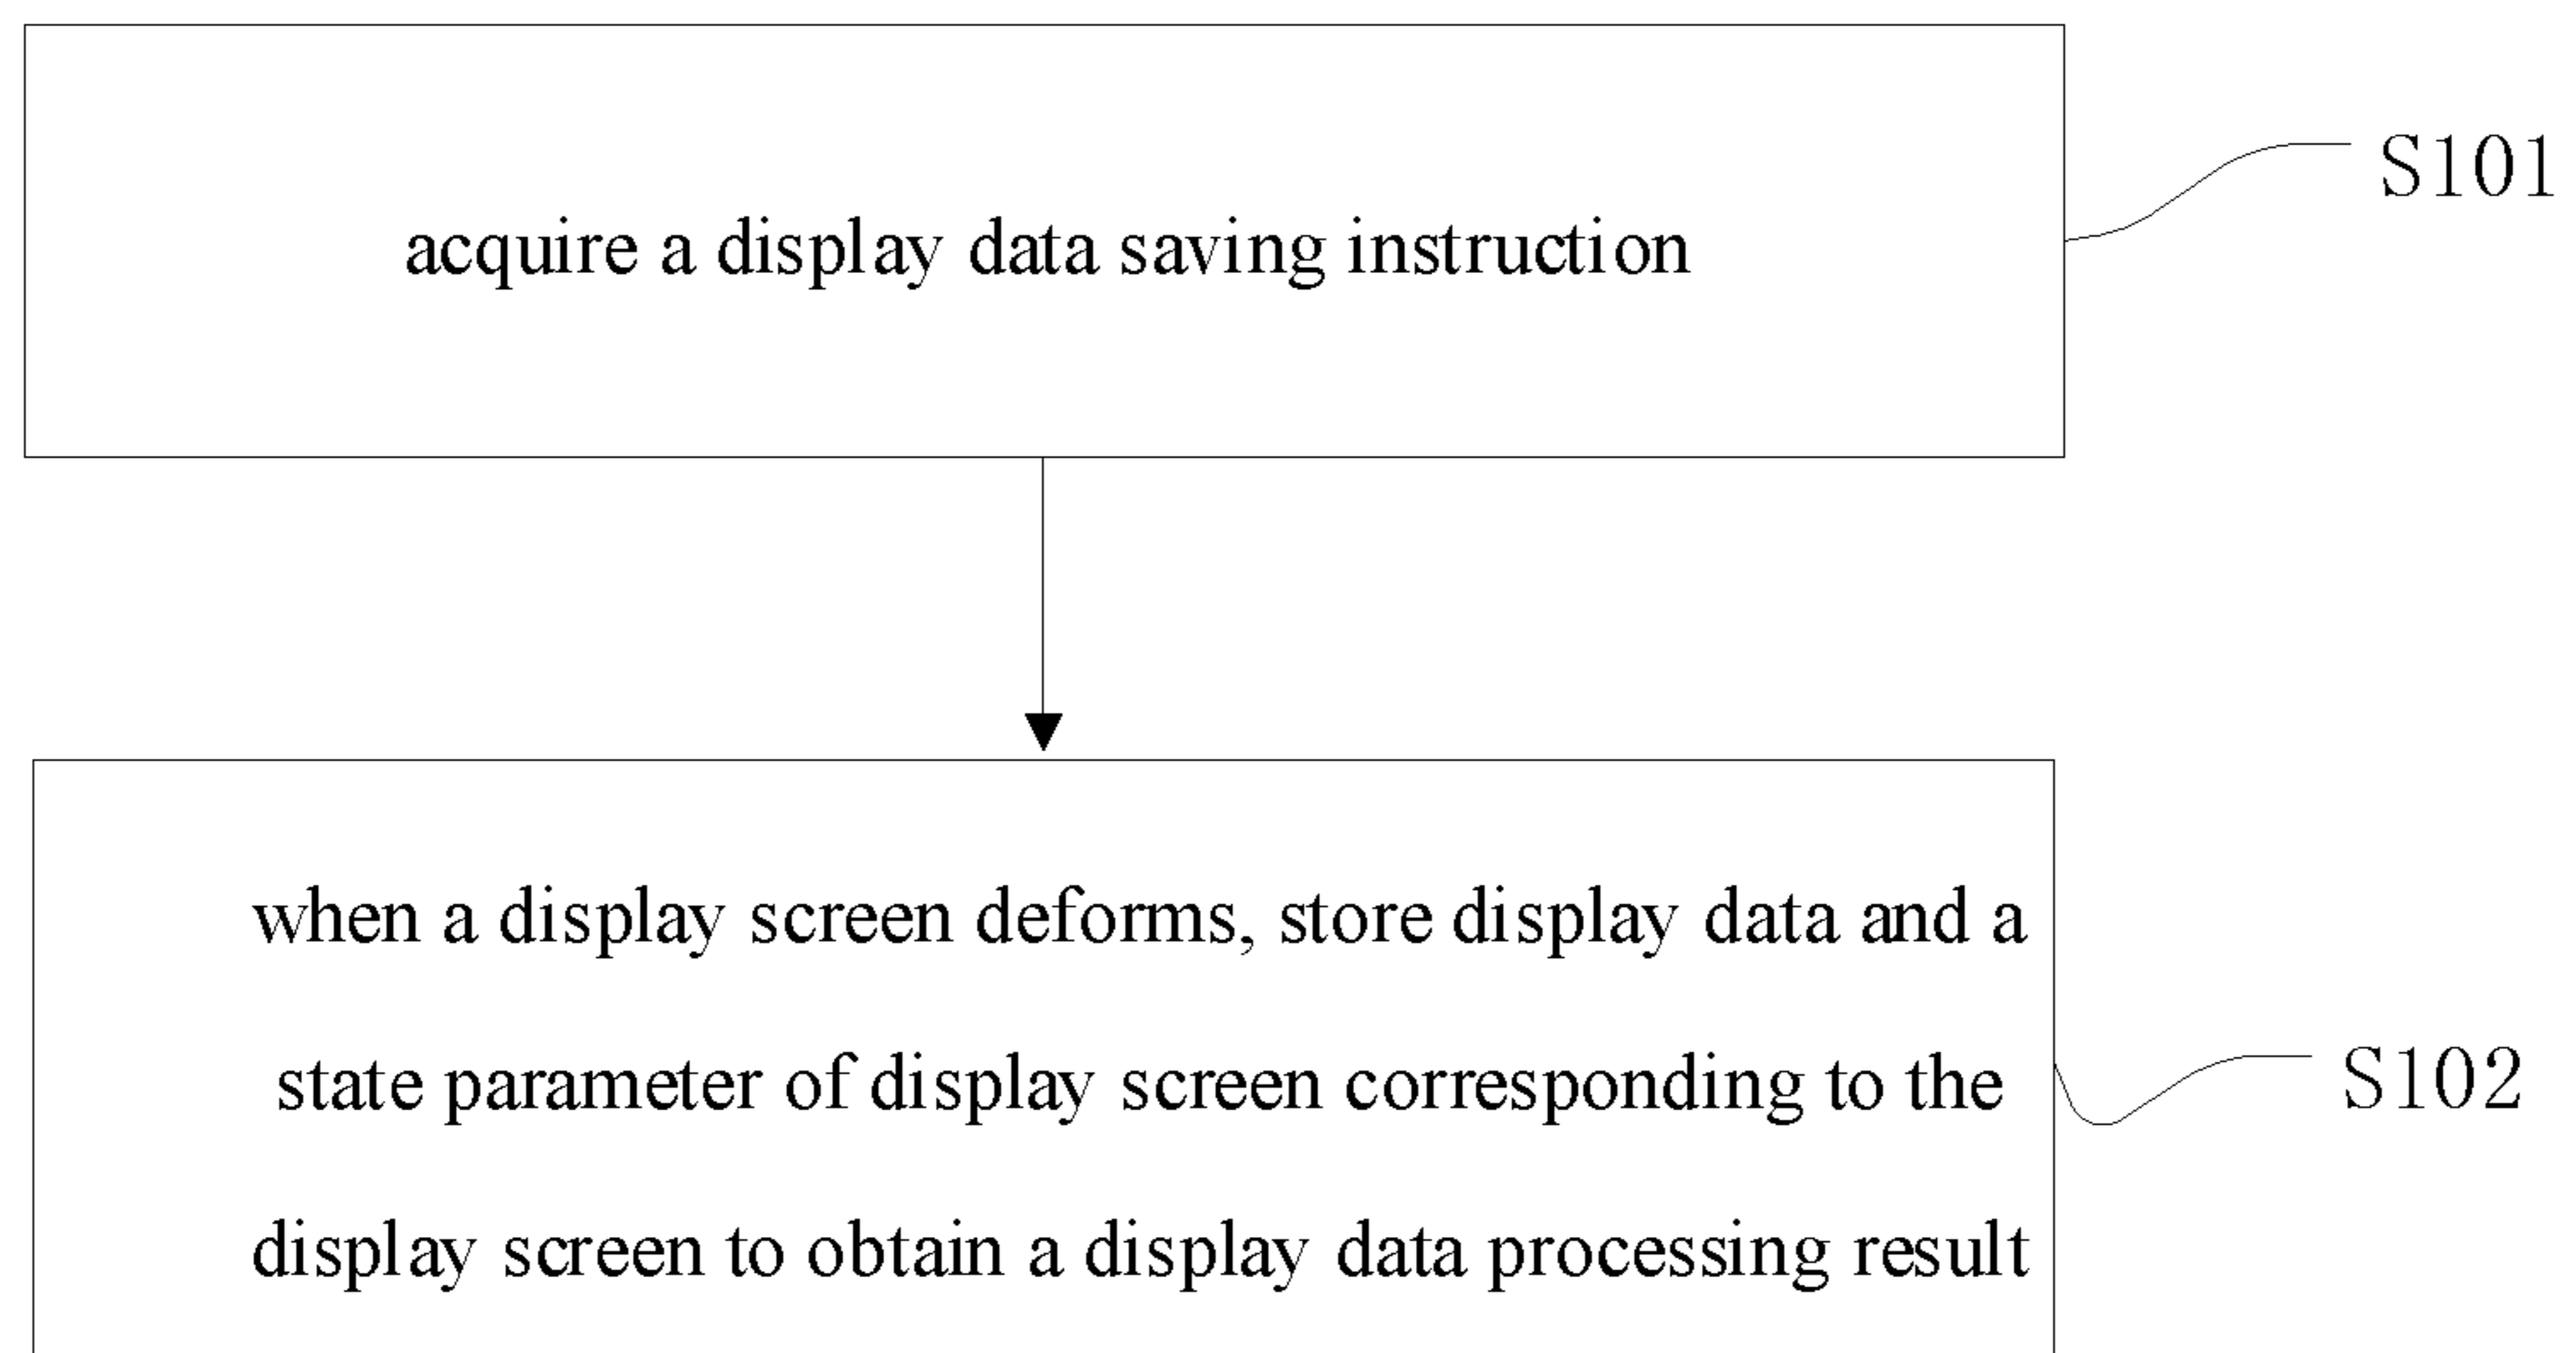 acquire a display data saving instruction
S101
when a display screen deforms, store display data and a
state parameter of display screen corresponding to the
display screen to obtain a display data processing result
S102